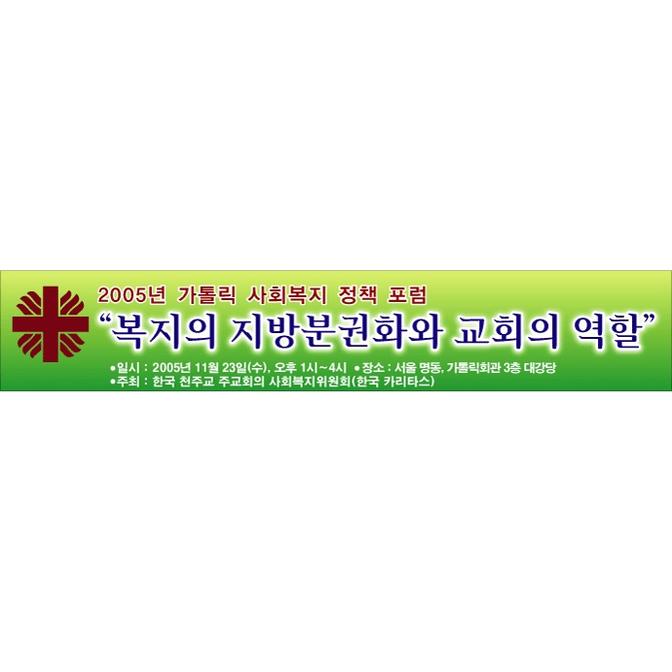 2005년 가톨릭 사회복지 정책 포럼
“복지의 지방분권화와 교회의 역할”
•일시 : 2005년 11월 23일(수), 오후 1시~4시 •장소 : 서울 명동, 가톨릭회관 3층 대강당
•주최 : 한국 천주교 주교회의 사회복지위원회(한국 카리타스)